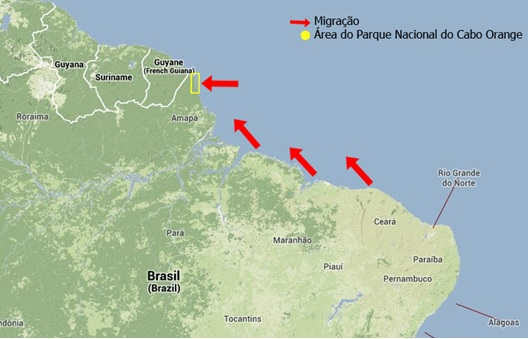 Migração
Área do Parque Nacional do Cabo Orange
Guyana
Suriname
Guyane
(French Guiana)
Roraima
Amapá
Rio Grande
do Norte
Ceará
Pará
Maranhão
Paraíba
Piauí
Pernambuco
Brasil
(Brazil)
Tocantins
Alagoas
ndônia